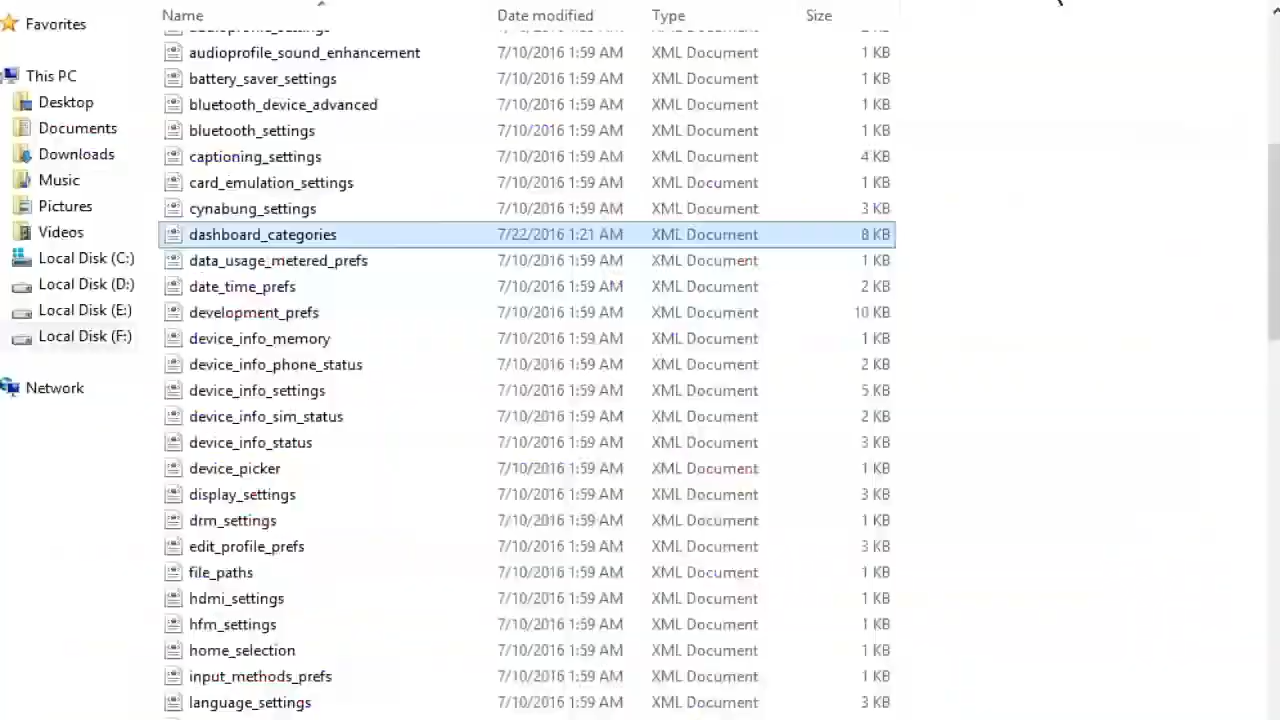 Name Date modified Type Size
Favorites
This PC
Desktop
Documents
Downloads
Music
Pictures
Videos
Local Disk (C:)
Local Disk (D:)
Local Disk (E:)
Local Disk (F:)
Network
audioprofile_sound_enhancement 7/10/2016 1:59 AM XML Document 1 KB
battery_saver_settings 7/10/2016 1:59 AM XML Document 1 KB
bluetooth_device_advanced 7/10/2016 1:59 AM XML Document 1 KB
bluetooth_settings 7/10/2016 1:59 AM XML Document 1 KB
captioning_settings 7/10/2016 1:59 AM XML Document 4 KB
card_emulation_settings 7/10/2016 1:59 AM XML Document 1 KB
cynabung_settings 7/10/2016 1:59 AM XML Document 3 KB
dashboard_categories 7/22/2016 1:21 AM XML Document 8 KB
data_usage_metered_prefs 7/10/2016 1:59 AM XML Document 1 KB
date_time_prefs 7/10/2016 1:59 AM XML Document 2 KB
development_prefs 7/10/2016 1:59 AM XML Document 10 KB
device_info_memory 7/10/2016 1:59 AM XML Document 1 KB
device_info_phone_status 7/10/2016 1:59 AM XML Document 2 KB
device_info_settings 7/10/2016 1:59 AM XML Document 5 KB
device_info_sim_status 7/10/2016 1:59 AM XML Document 2 KB
device_info_status 7/10/2016 1:59 AM XML Document 3 KB
device_picker 7/10/2016 1:59 AM XML Document 1 KB
display_settings 7/10/2016 1:59 AM XML Document 3 KB
drm_settings 7/10/2016 1:59 AM XML Document 1 KB
edit_profile_prefs 7/10/2016 1:59 AM XML Document 3 KB
file_paths 7/10/2016 1:59 AM XML Document 1 KB
hdmi_settings 7/10/2016 1:59 AM XML Document 1 KB
hfm_settings 7/10/2016 1:59 AM XML Document 1 KB
home_selection 7/10/2016 1:59 AM XML Document 1 KB
input_methods_prefs 7/10/2016 1:59 AM XML Document 1 KB
language_settings 7/10/2016 1:59 AM XML Document 3 KB